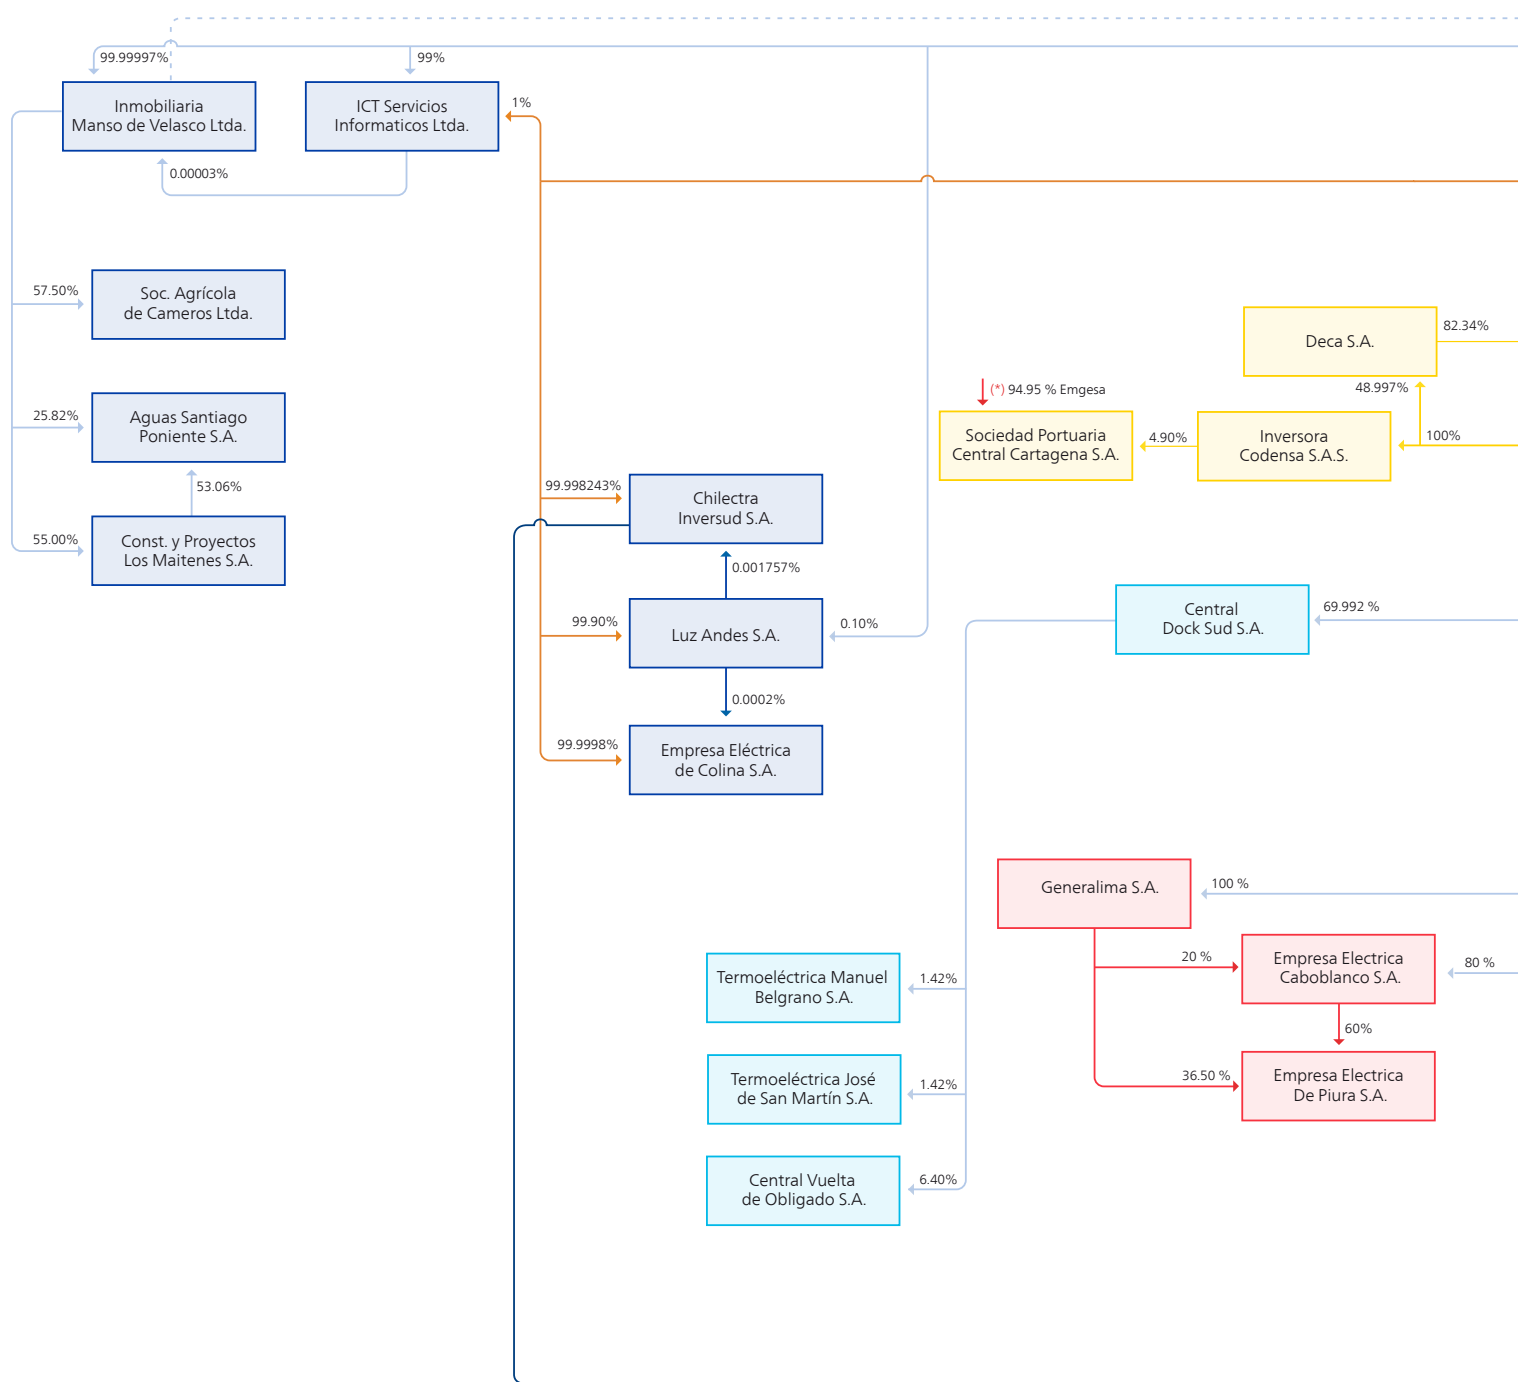 99.99997%
99%
Inmobiliaria
Manso de Velasco Ltda.
ICT Servicios
Informaticos Ltda.
1%
0.00003%
57.50%
Soc. Agrícola
de Cameros Ltda.
25.82%
Aguas Santiago
Poniente S.A.
53.06%
55.00%
Const. y Proyectos
Los Maitenes S.A.
Deca S.A.
82.34%
48.997%
(*) 94.95 % Emgesa
Sociedad Portuaria
Central Cartagena S.A.
4.90%
Inversora
Codensa S.A.S.
100%
99.998243%
Chilectra
Inversud S.A.
0.001757%
99.90%
Luz Andes S.A.
0.10%
0.0002%
99.9998%
Empresa Eléctrica
de Colina S.A.
Central
Dock Sud S.A.
69.992 %
Generalima S.A.
100 %
20 %
Empresa Electrica
Caboblanco S.A.
80 %
60%
36.50 %
Empresa Electrica
De Piura S.A.
Termoeléctrica Manuel
Belgrano S.A.
1.42%
Termoeléctrica José
de San Martín S.A.
1.42%
Central Vuelta
de Obligado S.A.
6.40%